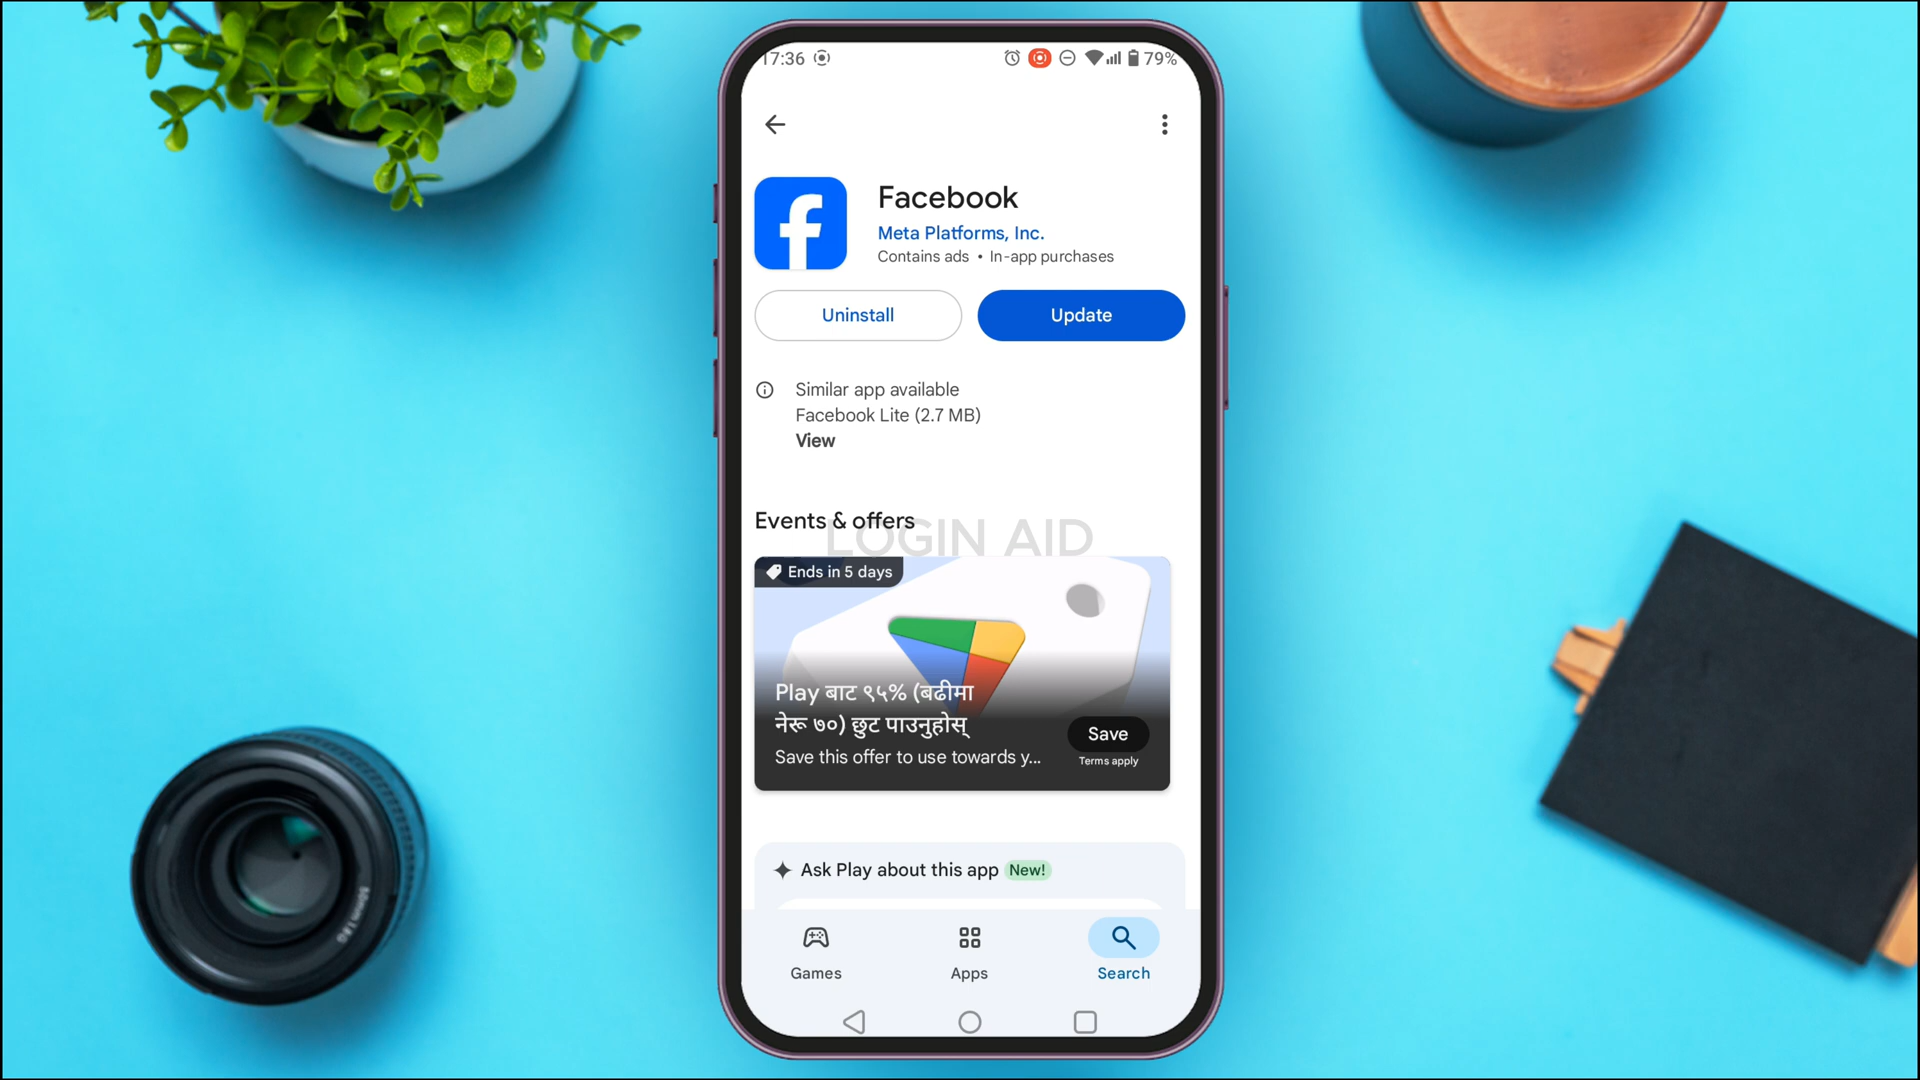 17:36
79%
Facebook
Meta Platforms, Inc.
Contains ads • In-app purchases
Uninstall
Update
Similar app available
Facebook Lite (2.7 MB)
View
Events & offers
LOGIN AID
Ends in 5 days
Play बाट ९५% (बढीमा
नेरू ७०) छुट पाउनुहोस्
Save this offer to use towards y...
Save
Terms apply
Ask Play about this app New!
Games
Apps
Search